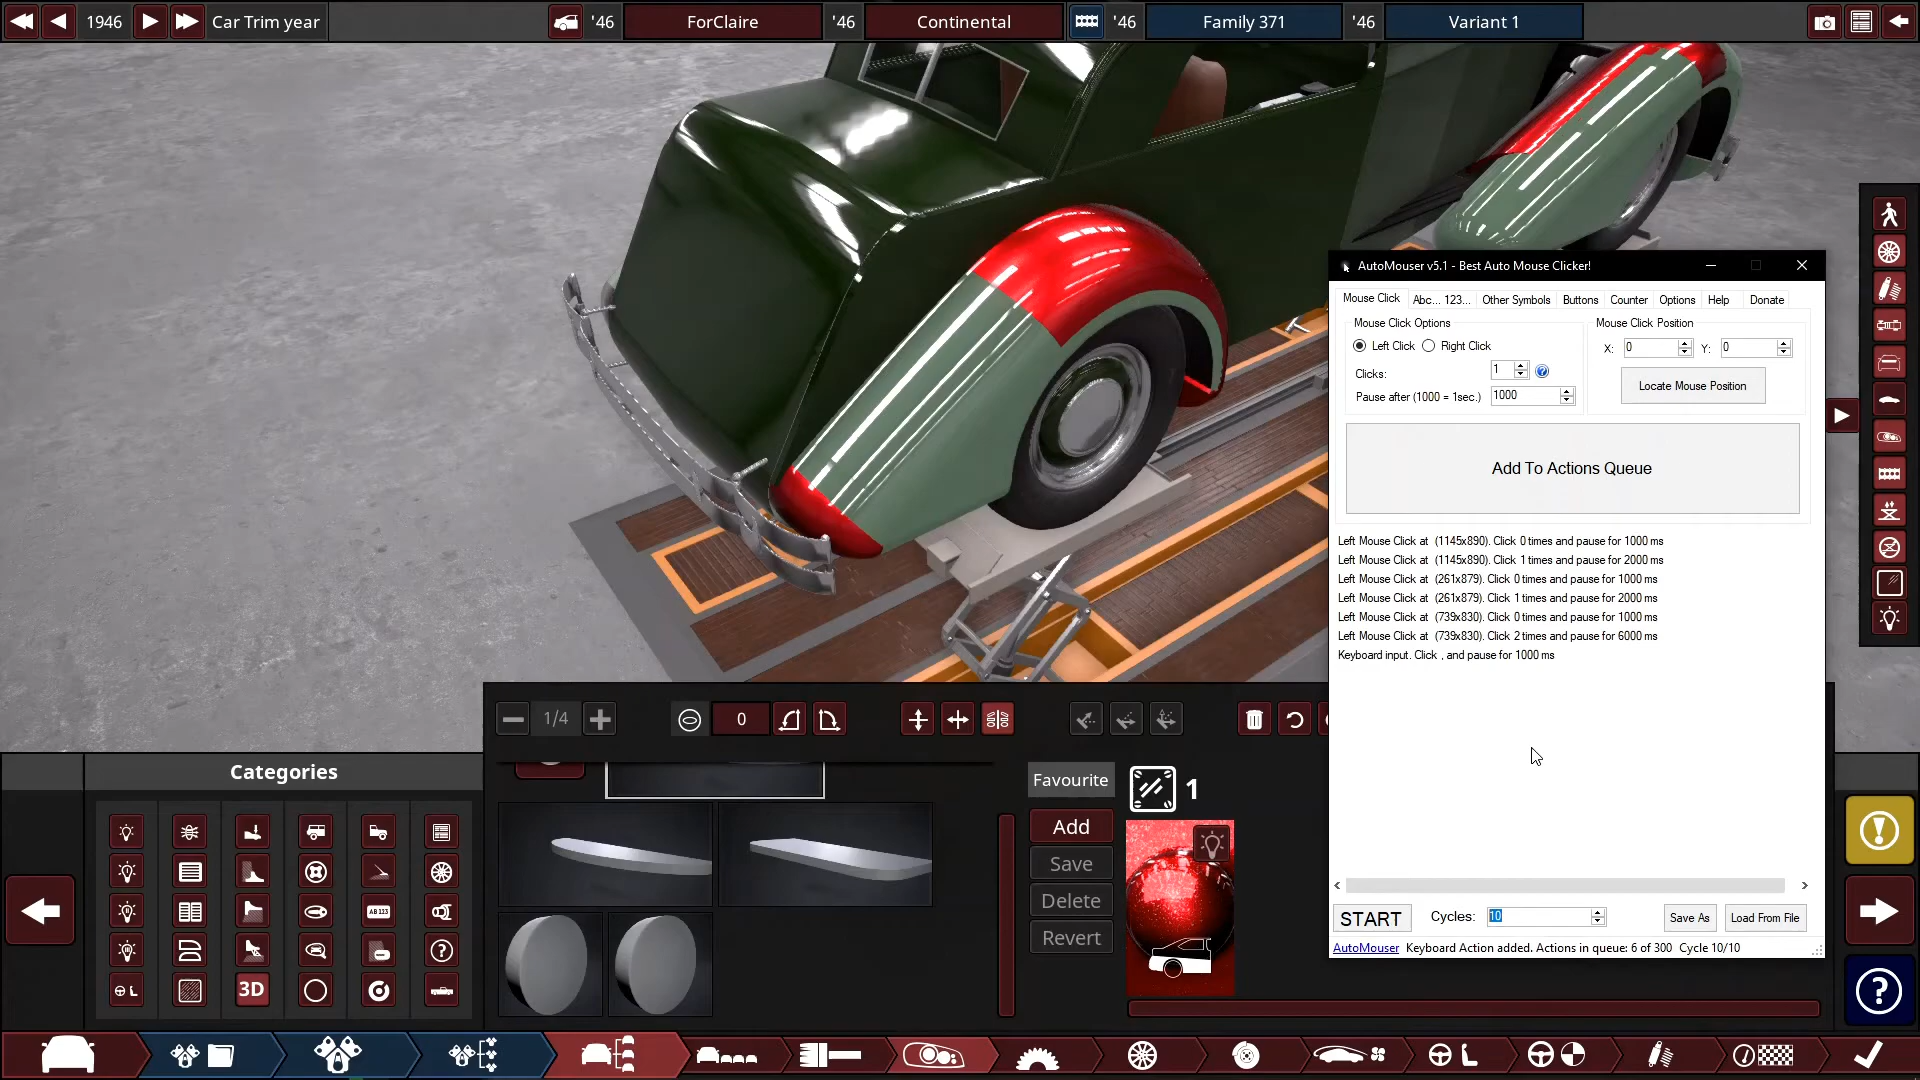 1946 Car Trim year '46 ForClaire '46 Continental '46 Family 371 '46 Variant 1
AutoMouser v5.1 - Best Auto Mouse Clicker!
Mouse Click Abc... 123... Other Symbols Buttons Counter Options Help Donate
Mouse Click Options
Mouse Click Position
Left Click Right Click
X: 0 Y: 0
Clicks: 1
Locate Mouse Position
Pause after (1000 = 1sec.) 1000
Add To Actions Queue
Left Mouse Click at (1145x890). Click 0 times and pause for 1000 ms
Left Mouse Click at (1145x890). Click 1 times and pause for 2000 ms
Left Mouse Click at (261x879). Click 0 times and pause for 1000 ms
Left Mouse Click at (261x879). Click 1 times and pause for 2000 ms
Left Mouse Click at (739x830). Click 0 times and pause for 1000 ms
Left Mouse Click at (739x830). Click 2 times and pause for 6000 ms
Keyboard input. Click , and pause for 1000 ms
START Cycles: 10 Save As Load From File
AutoMouser Keyboard Action added. Actions in queue: 6 of 300 Cycle 10/10
1/4 0
Categories
Favourite 1
Add
Save
Delete
Revert
AB 123
3D